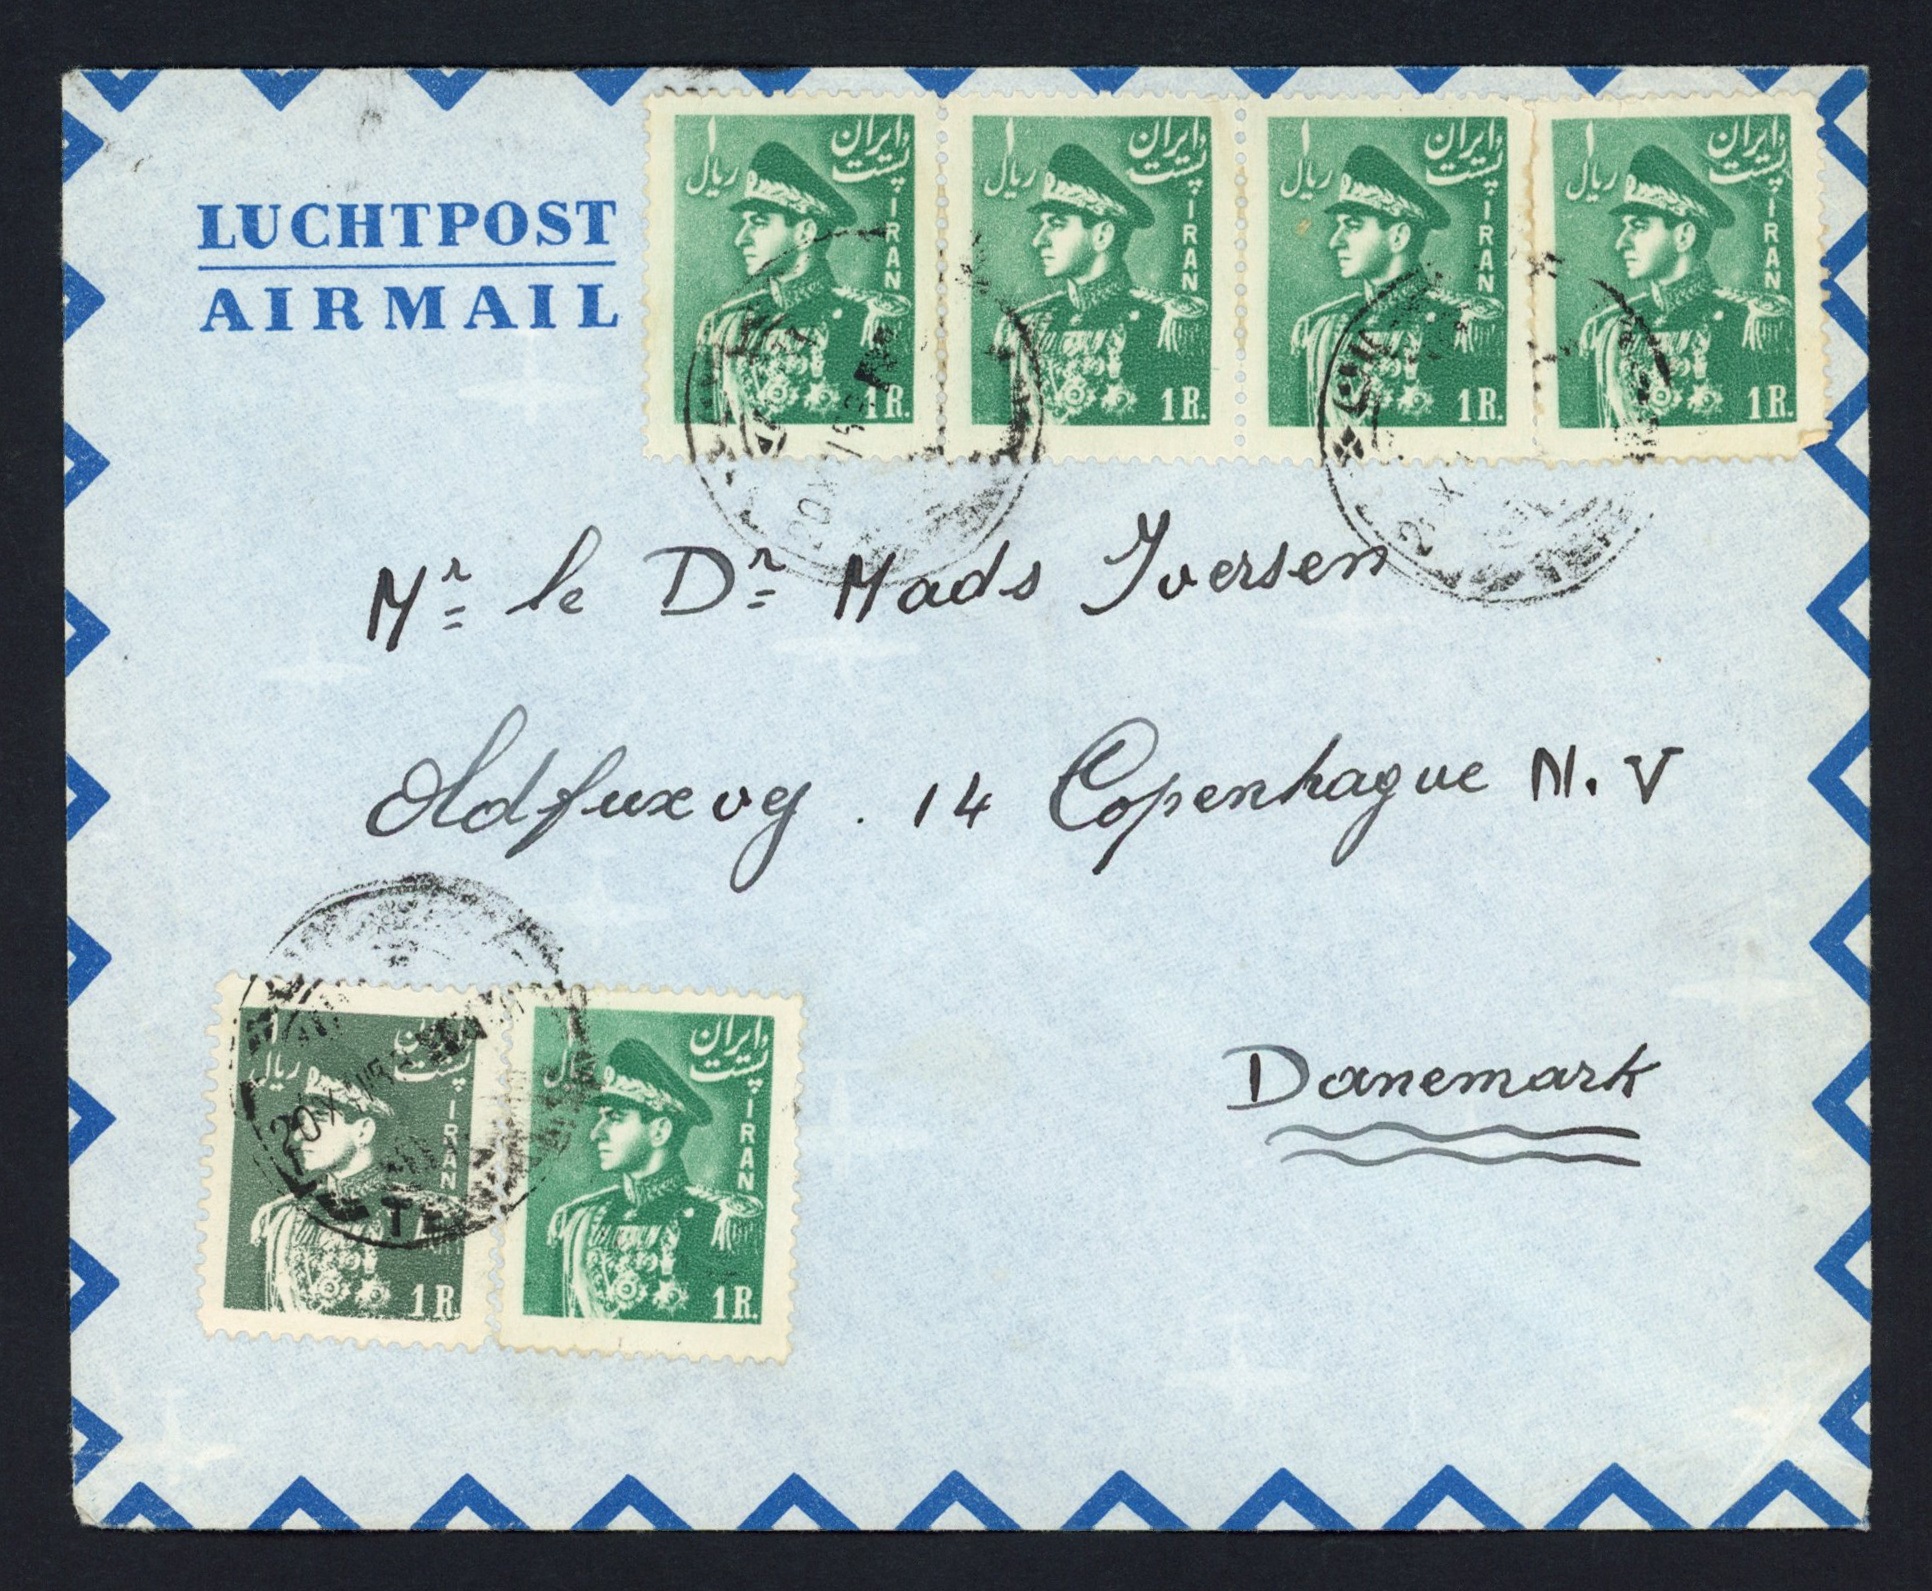 LUCHTPOST
AIRMAIL
۱ ریال پست ایران
IRAN
1R.
۱ ریال پست ایران
IRAN
1R.
۱ ریال پست ایران
IRAN
1R.
۱ ریال پست ایران
IRAN
1R.
Mr le Dr Mads Iversen
Oldfuxvej . 14 Copenhague N.V
Danemark
ریال پست
IRAN
1R
پست ایران
IRAN
1R.
20 X